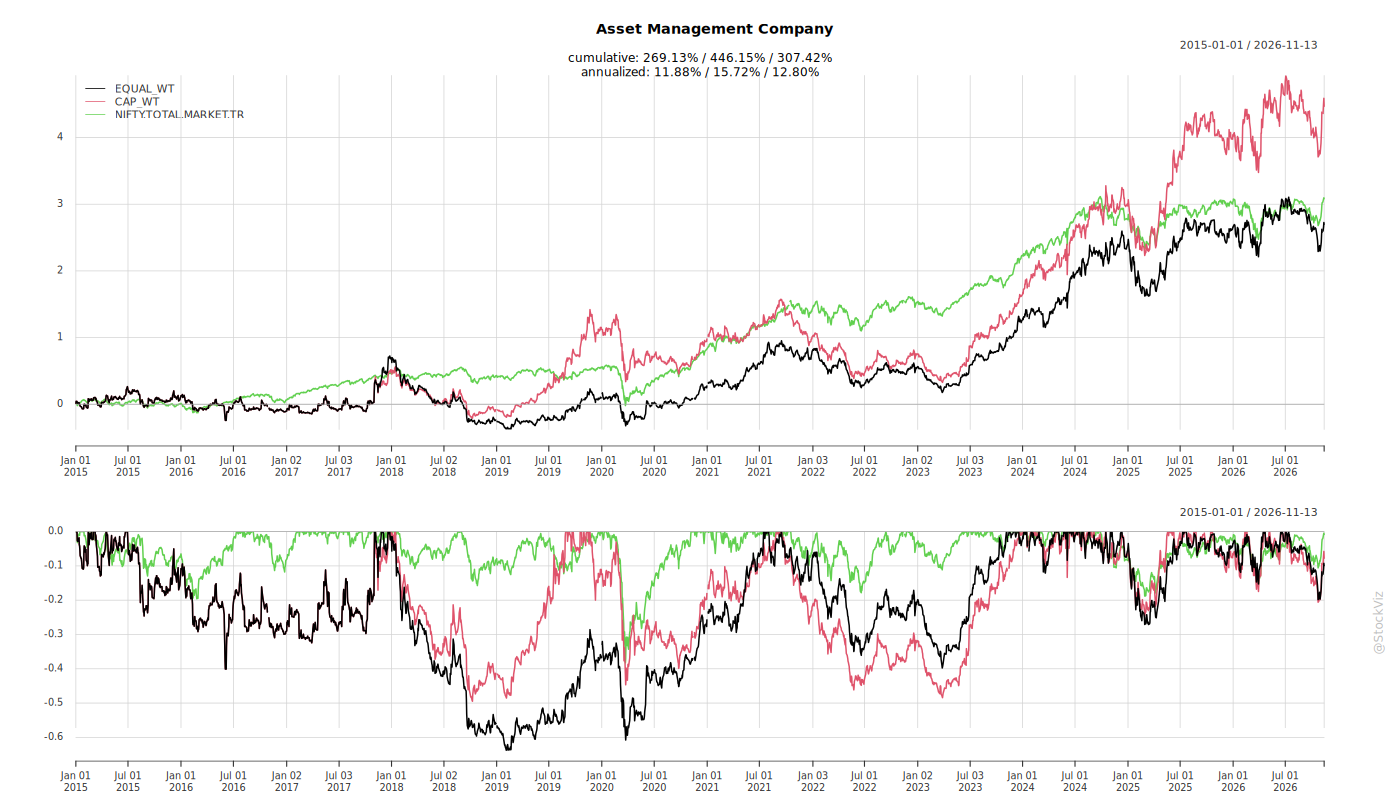 Asset Management Company
2015-01-01 / 2026-11-13
cumulative: 269.13% / 446.15% / 307.42%
annualized: 11.88% / 15.72% / 12.80%
EQUAL_WT
CAP_WT
NIFTY.TOTAL.MARKET.TR
4
3
2
1
0
Jan 01 Jul 01 Jan 01 Jul 01 Jan 02 Jul 03 Jan 01 Jul 02 Jan 01 Jul 01 Jan 01 Jul 01 Jan 01 Jul 01 Jan 03 Jul 01 Jan 02 Jul 03 Jan 01 Jul 01 Jan 01 Jul 01 Jan 01 Jul 01
2015 2015 2016 2016 2017 2017 2018 2018 2019 2019 2020 2020 2021 2021 2022 2022 2023 2023 2024 2024 2025 2025 2026 2026
2015-01-01 / 2026-11-13
0.0
-0.1
-0.2
-0.3
-0.4
-0.5
-0.6
Jan 01 Jul 01 Jan 01 Jul 01 Jan 02 Jul 03 Jan 01 Jul 02 Jan 01 Jul 01 Jan 01 Jul 01 Jan 01 Jul 01 Jan 03 Jul 01 Jan 02 Jul 03 Jan 01 Jul 01 Jan 01 Jul 01 Jan 01 Jul 01
2015 2015 2016 2016 2017 2017 2018 2018 2019 2019 2020 2020 2021 2021 2022 2022 2023 2023 2024 2024 2025 2025 2026 2026
@StockViz